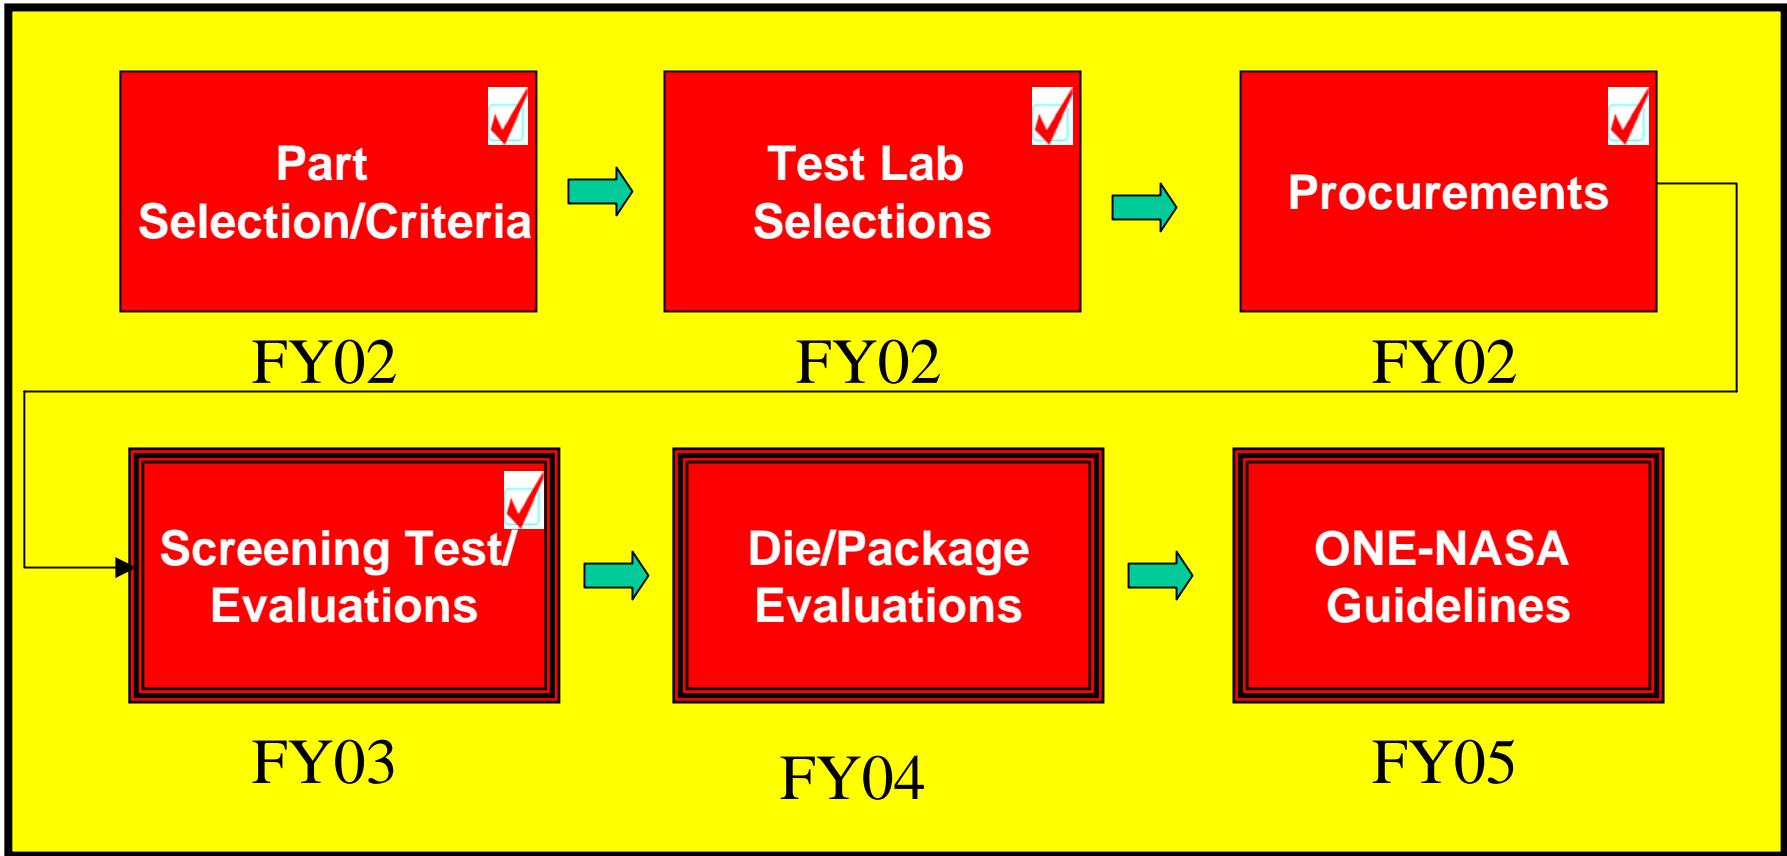 Part
Selection/Criteria
Test Lab
Selections
Procurements
FY02
FY02
FY02
Screening Test/
Evaluations
Die/Package
Evaluations
ONE-NASA
Guidelines
FY03
FY04
FY05